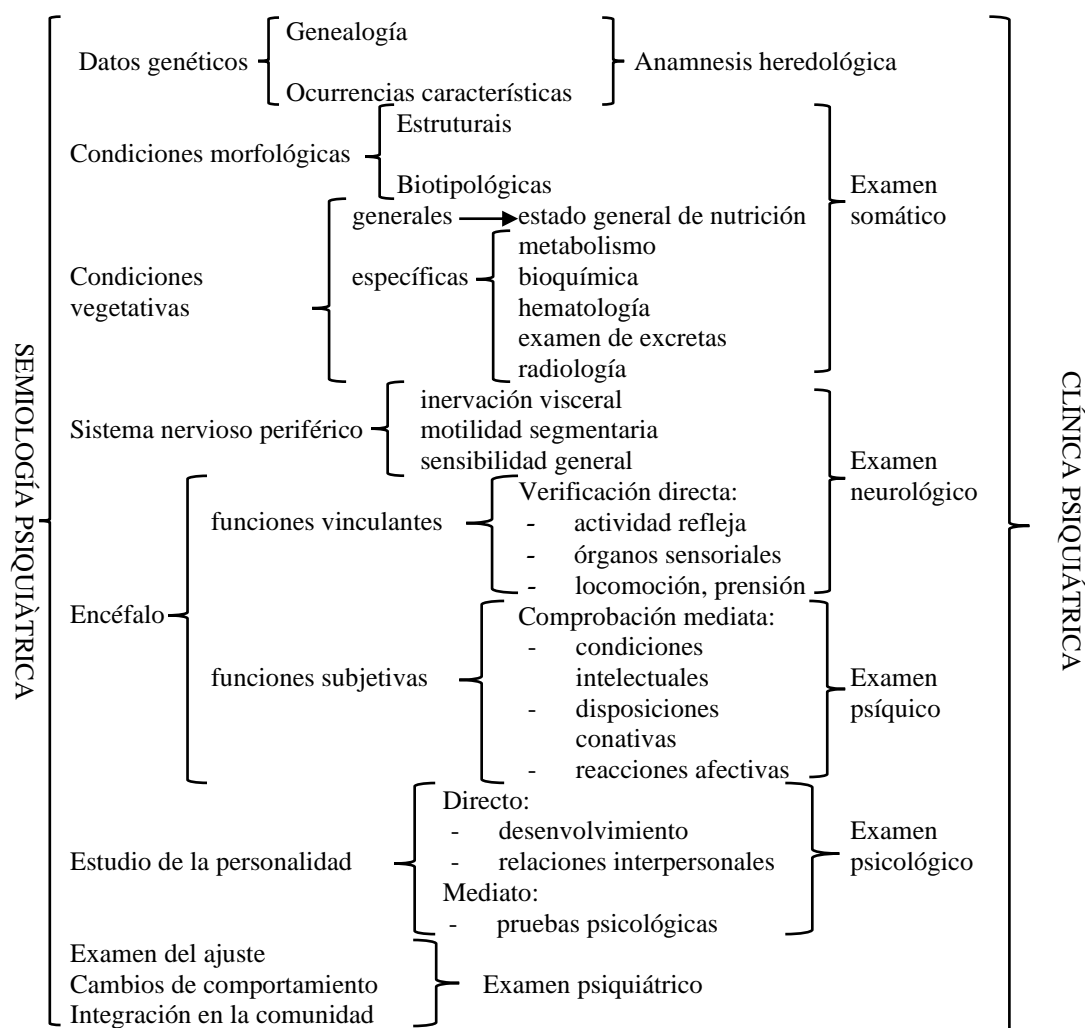 SEMIOLOGÍA PSIQUIÀTRICA
Datos genéticos
Genealogía
Ocurrencias características
Anamnesis heredológica
Condiciones morfológicas
Estruturais
Biotipológicas
Condiciones
vegetativas
generales
estado general de nutrición
específicas
metabolismo
bioquímica
hematología
examen de excretas
radiología
Examen
somático
Sistema nervioso periférico
inervación visceral
motilidad segmentaria
sensibilidad general
Encéfalo
funciones vinculantes
Verificación directa:
- actividad refleja
- órganos sensoriales
- locomoción, prensión
Examen
neurológico
funciones subjetivas
Comprobación mediata:
- condiciones
intelectuales
- disposiciones
conativas
- reacciones afectivas
Examen
psíquico
Estudio de la personalidad
Directo:
- desenvolvimiento
- relaciones interpersonales
Mediato:
- pruebas psicológicas
Examen
psicológico
Examen del ajuste
Cambios de comportamiento
Integración en la comunidad
Examen psiquiátrico
CLÍNICA PSIQUIÁTRICA